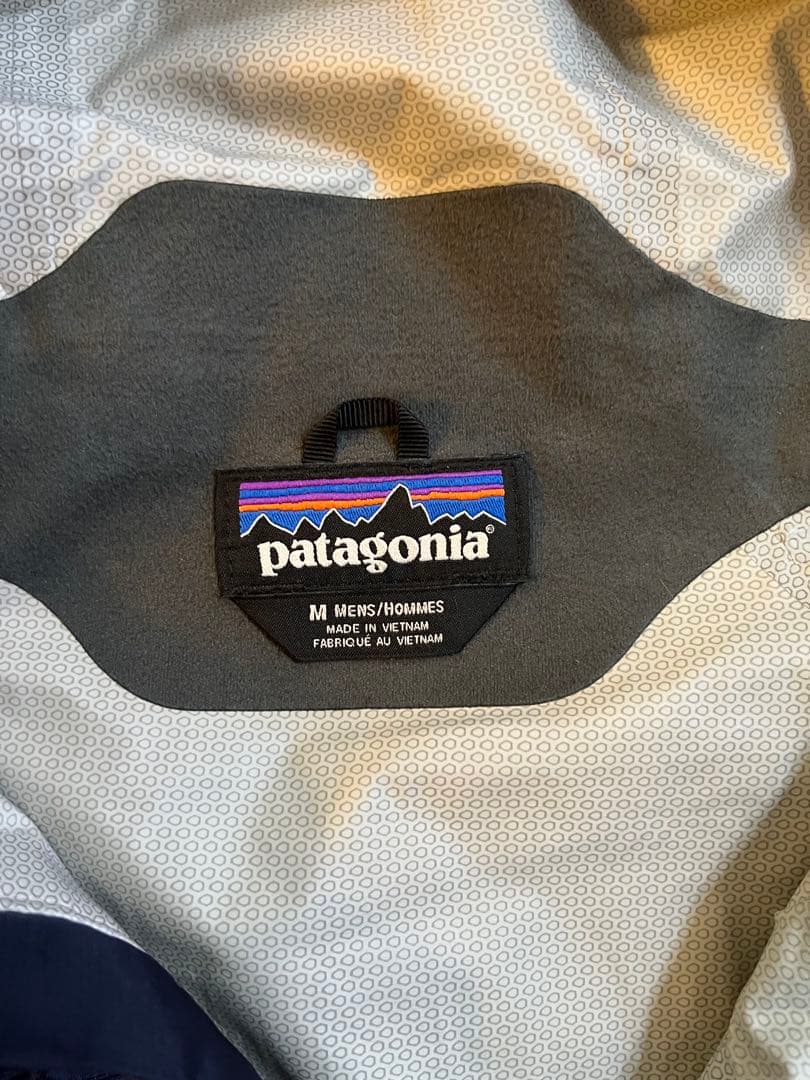 patagonia®
M MENS/HOMMES
MADE IN VIETNAM
FABRIQUÉ AU VIETNAM